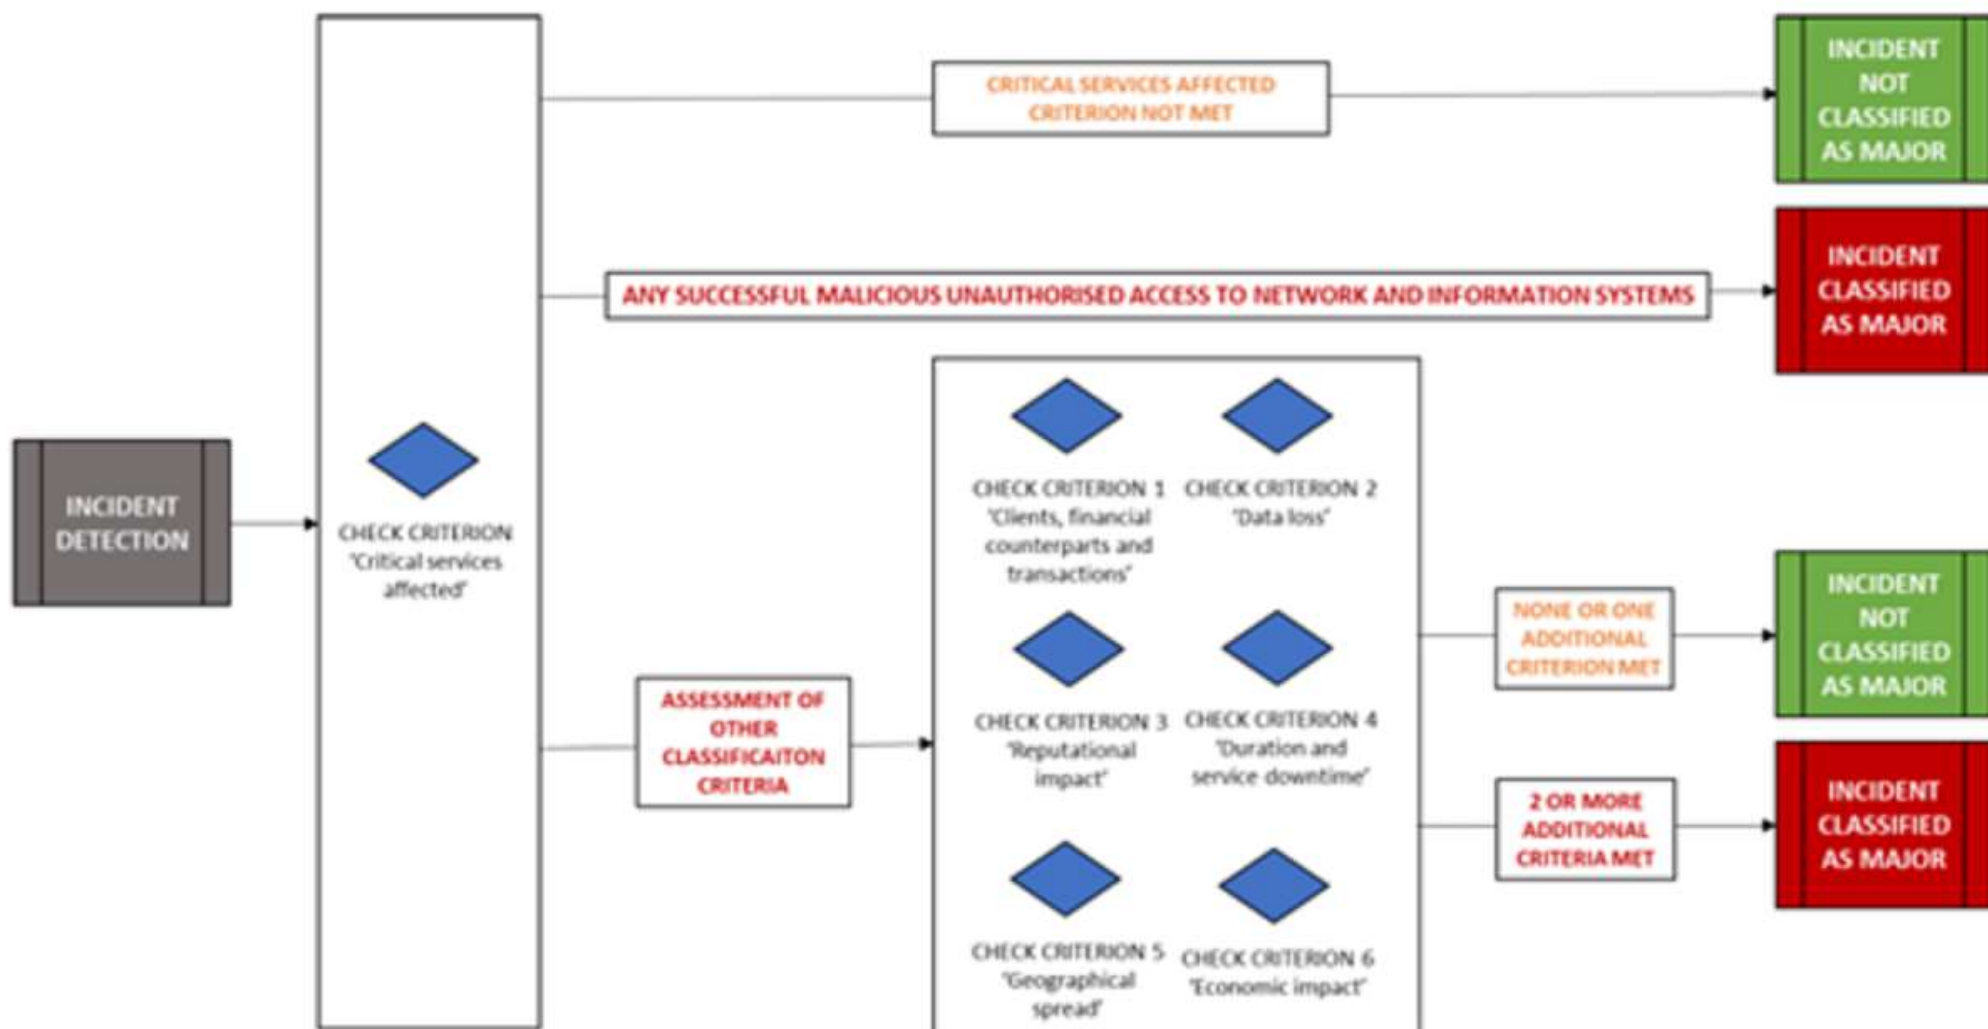 CRITICAL SERVICES AFFECTED
CRITERION NOT MET
INCIDENT
NOT
CLASSIFIED
AS MAJOR
ANY SUCCESSFUL MALICIOUS UNAUTHORISED ACCESS TO NETWORK AND INFORMATION SYSTEMS
INCIDENT
CLASSIFIED
AS MAJOR
INCIDENT
DETECTION
CHECK CRITERION
'Critical services
affected'
ASSESSMENT OF
OTHER
CLASSIFICAITON
CRITERIA
CHECK CRITERION 1
'Clients, financial
counterparts and
transactions'
CHECK CRITERION 2
'Data loss'
CHECK CRITERION 3
'Reputational
impact'
CHECK CRITERION 4
'Duration and
service downtime'
CHECK CRITERION 5
'Geographical
spread'
CHECK CRITERION 6
'Economic impact'
NONE OR ONE
ADDITIONAL
CRITERION MET
INCIDENT
NOT
CLASSIFIED
AS MAJOR
2 OR MORE
ADDITIONAL
CRITERIA MET
INCIDENT
CLASSIFIED
AS MAJOR